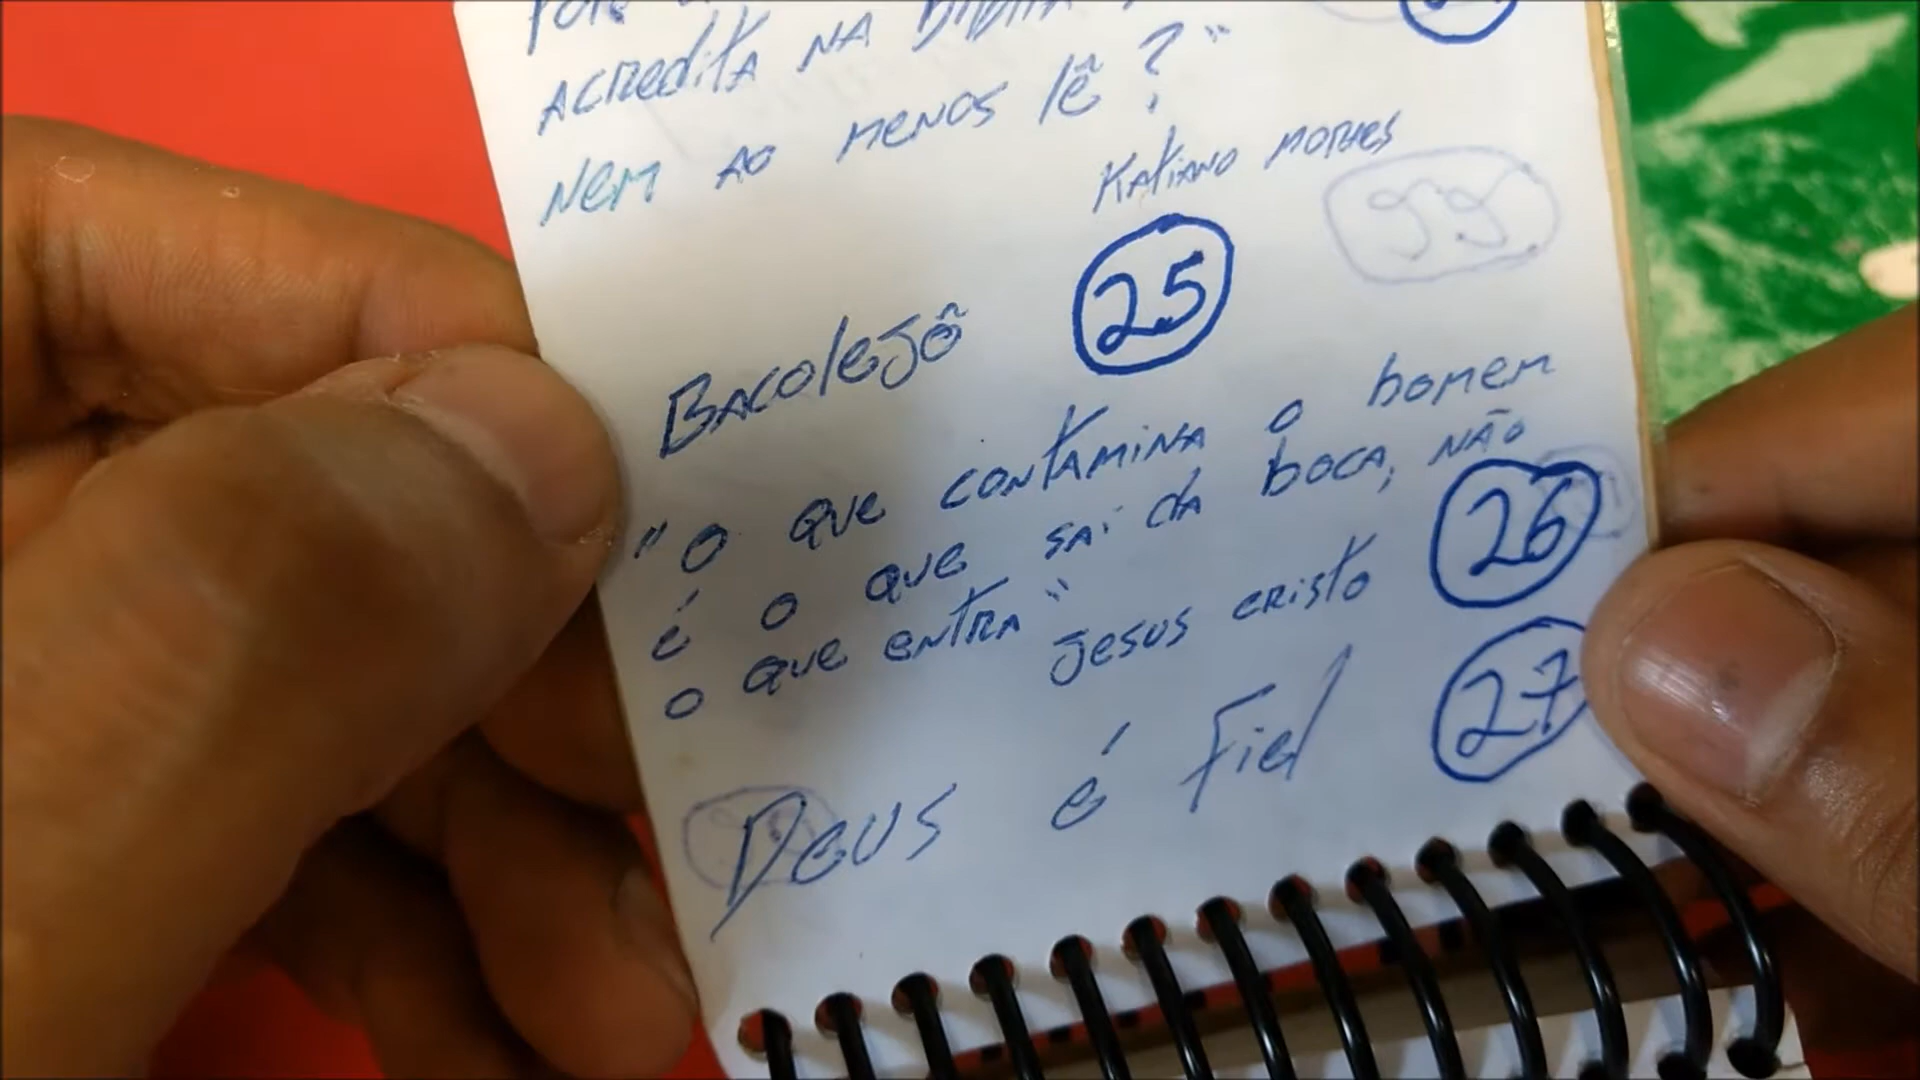 acredita na
nem ao menos lê?"
Katiano Moraes
Bacolejô 25
"O que contamina o homem
é o que sai da boca, não
o que entra"
Jesus Cristo 26
Deus é Fiel 27